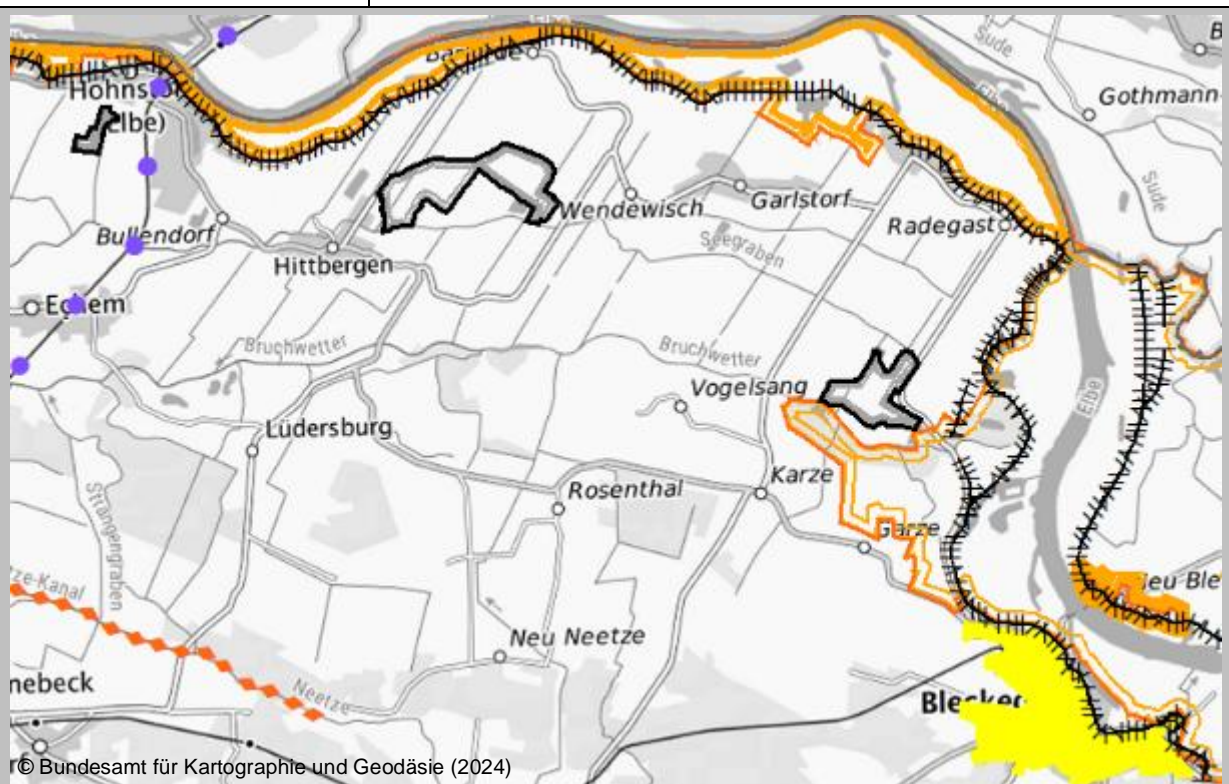 Sude
Gothmann
Elbe
Sude
Garlstorf
Wendewisch
Radegast
Bullendorf
Seegraben
Hittbergen
Bruchwetter
Bruchwetter
Vogelsang
Elbe
Lüdersburg
Karze
Rosenthal
Strangengraben
Garze
Neu Neetze
Neetze
© Bundesamt für Kartographie und Geodäsie (2024)